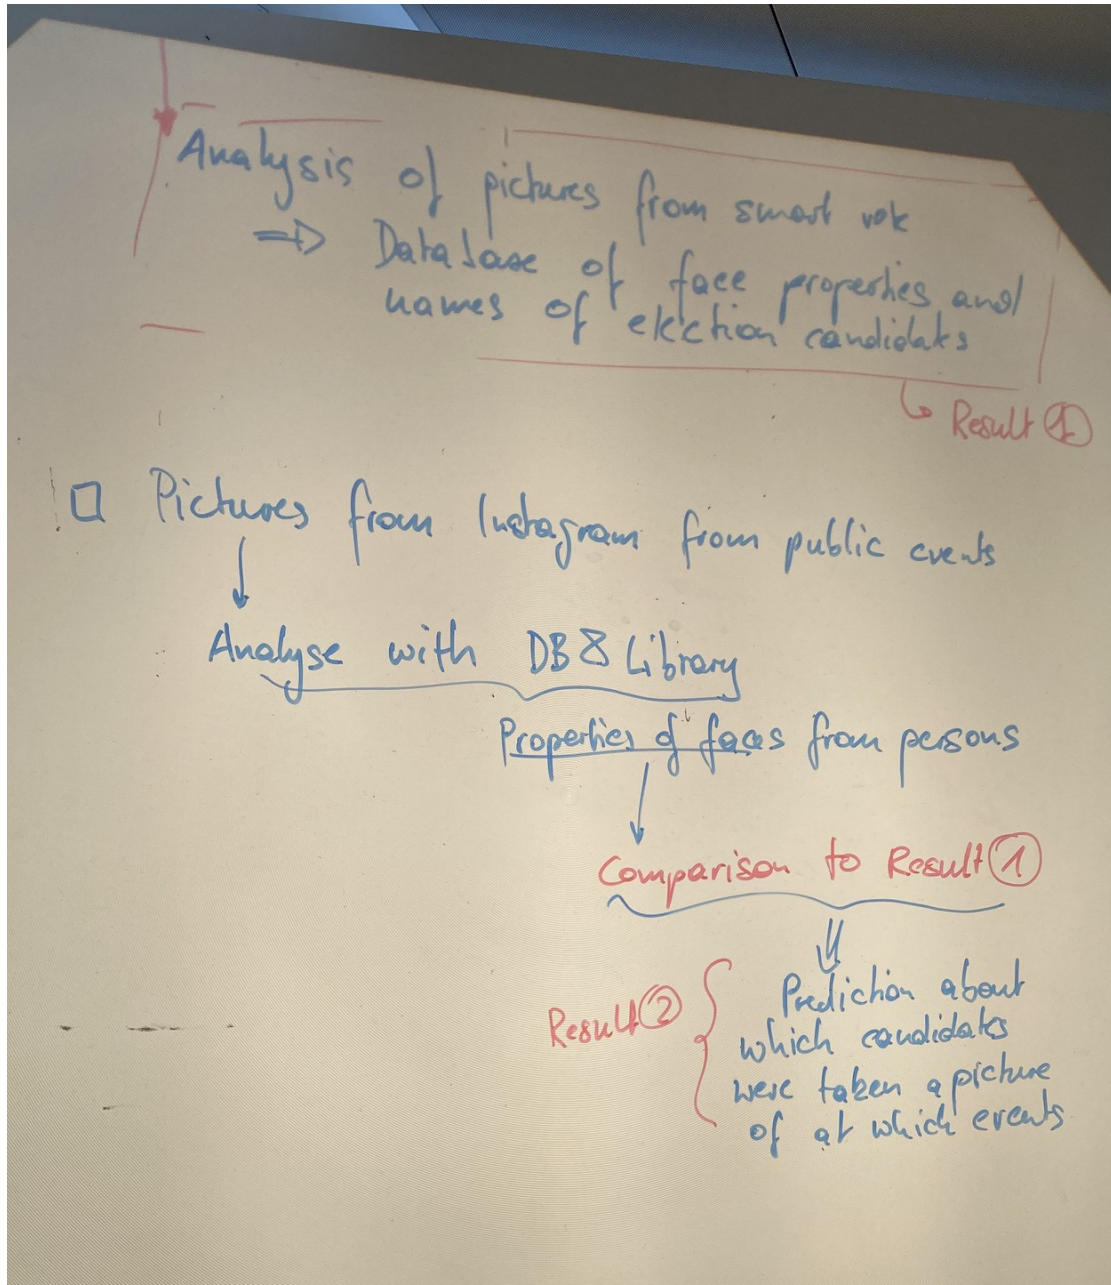 Analysis of pictures from smart vote
⇒ Database of face properties and
names of election candidates
↳ Result ①
□ Pictures from Instagram from public events
↓
Analyse with DB & Library
Properties of faces from persons
↓
Comparison to Result ①
⇓
Result ② { Prediction about
which candidates
were taken a picture
of at which events